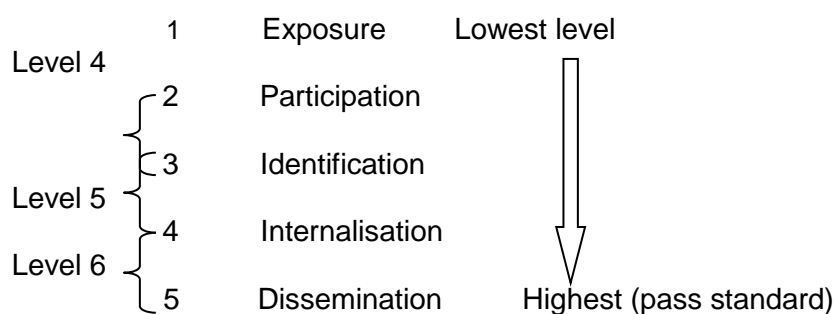 1 Exposure Lowest level
Level 4
2 Participation
3 Identification
Level 5
4 Internalisation
Level 6
5 Dissemination Highest (pass standard)